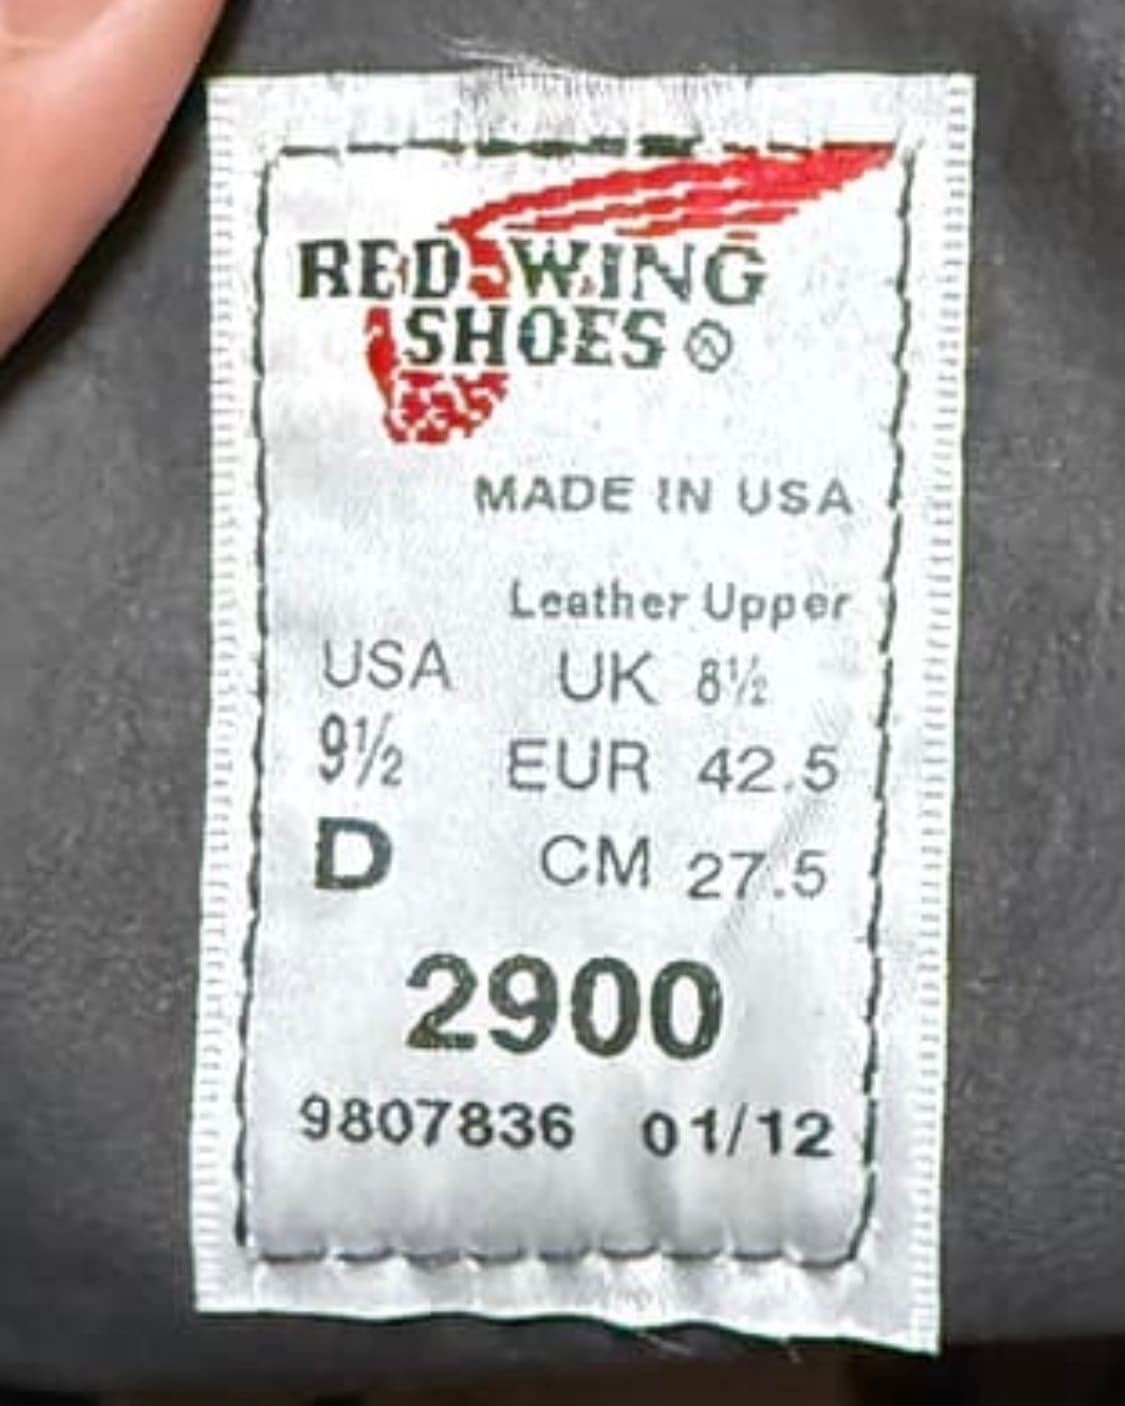 RED WING
SHOES ®
MADE IN USA
Leather Upper
USA UK 8½
9½ EUR 42.5
D CM 27.5
2900
9807836 01/12